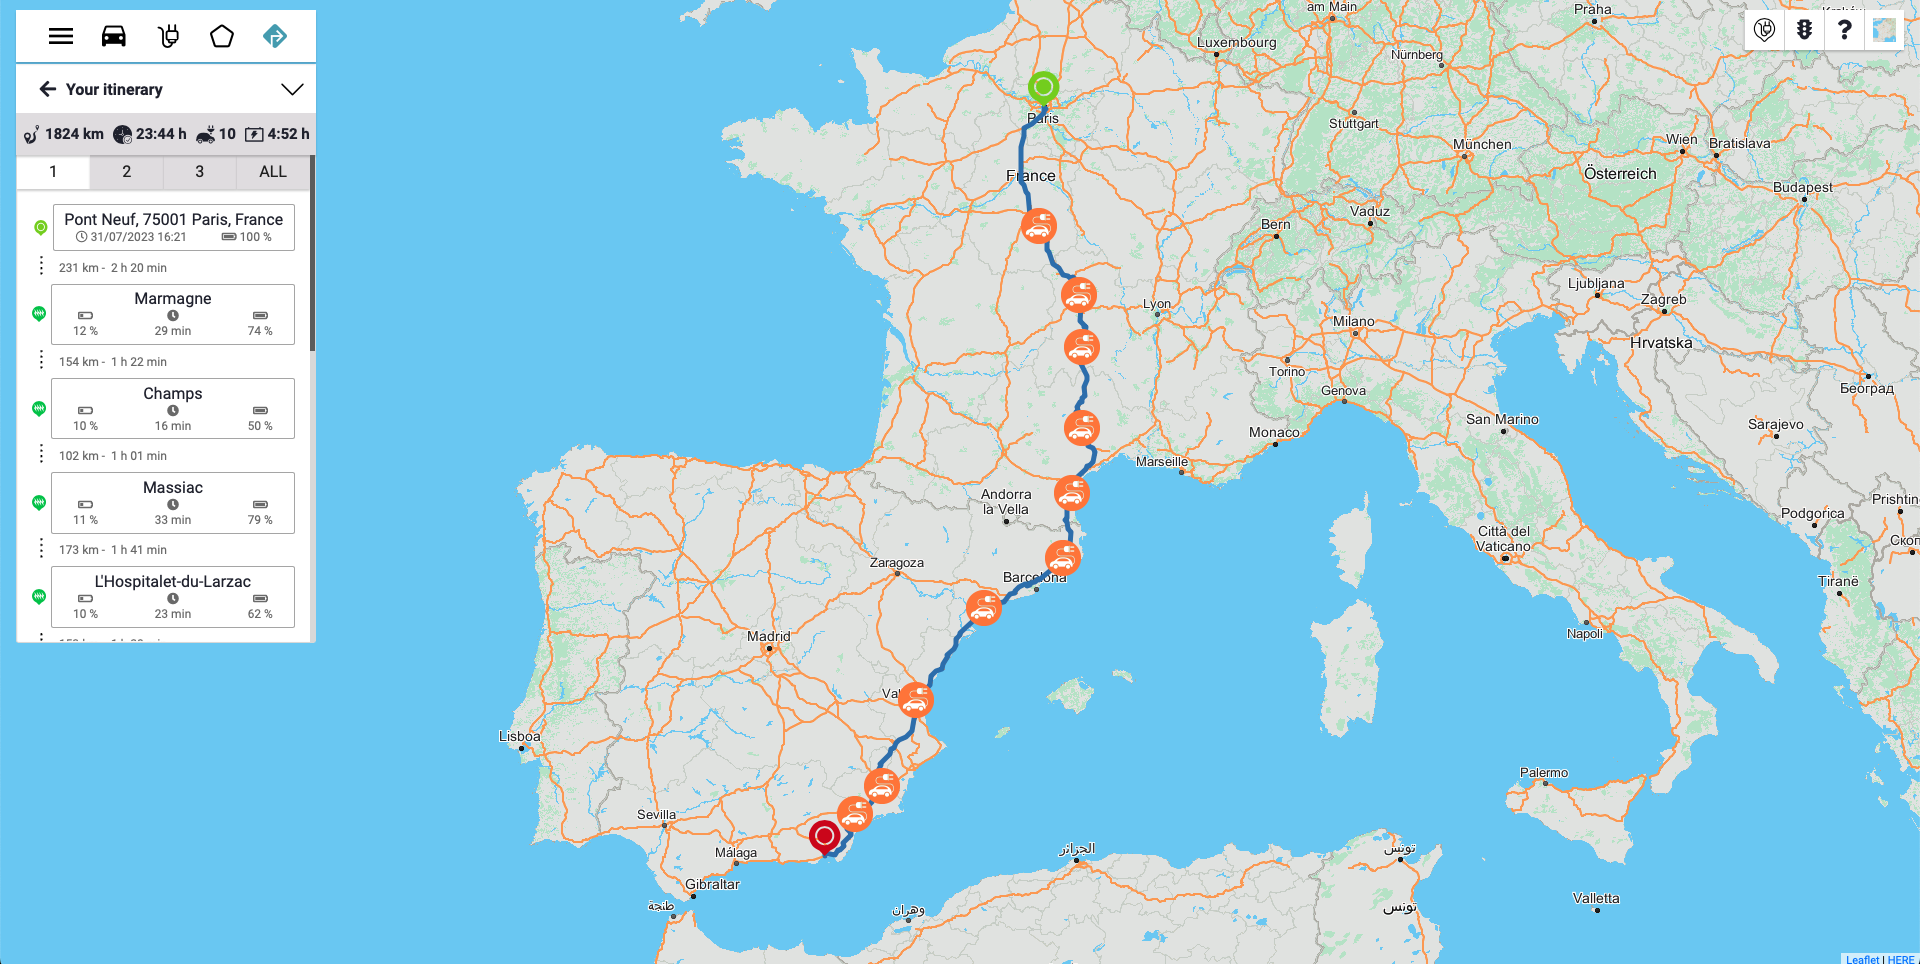 Your itinerary
1824 km 23:44 h 10 4:52 h
1 2 3 ALL
Pont Neuf, 75001 Paris, France
31/07/2023 16:21 100 %
231 km - 2 h 20 min
Marmagne
12 % 29 min 74 %
154 km - 1 h 22 min
Champs
10 % 16 min 50 %
102 km - 1 h 01 min
Massiac
11 % 33 min 79 %
173 km - 1 h 41 min
L'Hospitalet-du-Larzac
10 % 23 min 62 %
am Main
Praha
Luxembourg
Nürnberg
Paris
Stuttgart
München
Wien
Bratislava
France
Österreich
Budapest
Vaduz
Bern
Ljubljana
Zagreb
Lyon
Milano
Hrvatska
Torino
Genova
Београд
San Marino
Sarajevo
Monaco
Marseille
Andorra
la Vella
Prishtin
Podgorica
Città del
Vaticano
Скоп
Zaragoza
Barcelona
Tiranë
Napoli
Madrid
Val
Lisboa
Palermo
Sevilla
Málaga
الجزائر
تونس
Gibraltar
طنجة
وهران
تونس
Valletta
Leaflet | HERE